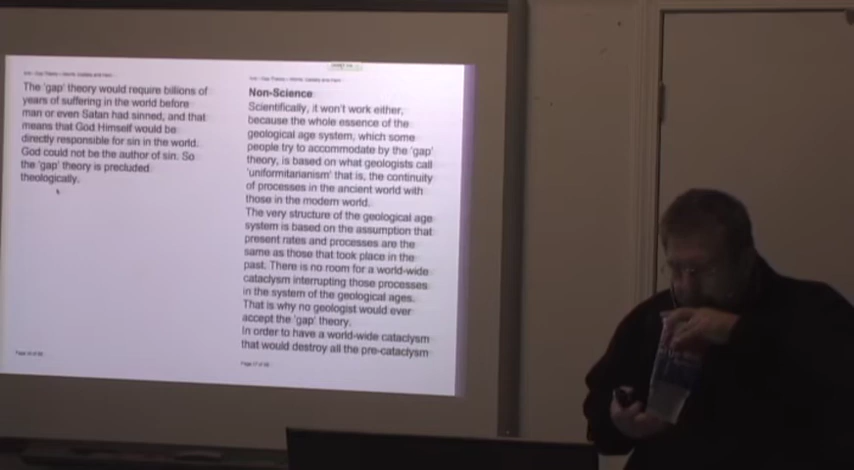 The 'gap' theory would require billions of
years of suffering in the world before
man or even Satan had sinned, and that
means that God Himself would be
directly responsible for sin in the world.
God could not be the author of sin. So
the 'gap' theory is precluded
theologically.
Non-Science
Scientifically, it won't work either,
because the whole essence of the
geological age system, which some
people try to accommodate by the 'gap'
theory, is based on what geologists call
'uniformitarianism' that is, the continuity
of processes in the ancient world with
those in the modern world.
The very structure of the geological age
system is based on the assumption that
present rates and processes are the
same as those that took place in the
past. There is no room for a world-wide
cataclysm interrupting those processes
in the system of the geological ages.
That is why no geologist would ever
accept the 'gap' theory.
In order to have a world-wide cataclysm
that would destroy all the pre-cataclysm